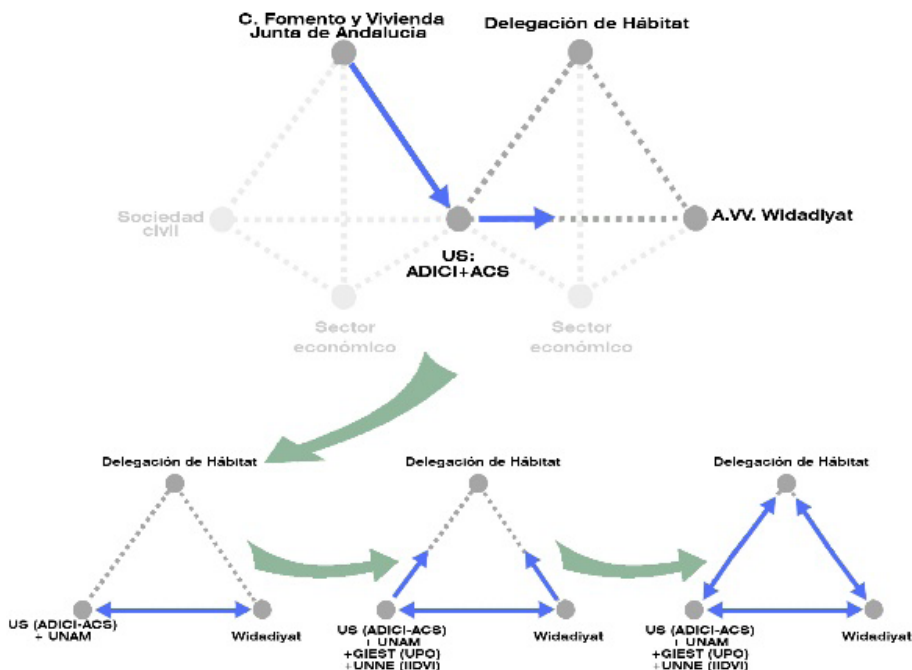 C. Fomento y Vivienda
Junta de Andalucía
Delegación de Hábitat
Sociedad
civil
A.VV. Widadiyat
US:
ADICI+ACS
Sector
económico
Sector
económico
Delegación de Hábitat
Delegación de Hábitat
Delegación de Hábitat
US (ADICI-ACS)
+ UNAM
Widadiyat
US (ADICI-ACS)
+ UNAM
+GIEST (UPO)
+UNNE (IIDVI)
Widadiyat
US (ADICI-ACS)
+ UNAM
+GIEST (UPO)
+UNNE (IIDVI)
Widadiyat